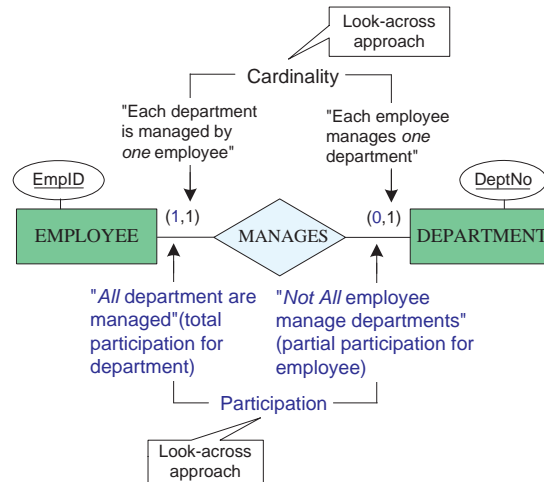 Look-across
approach
Cardinality
"Each department
is managed by
one employee"
"Each employee
manages one
department"
EmpID
DeptNo
(1,1)
(0,1)
EMPLOYEE
MANAGES
DEPARTMENT
"All department are
managed"(total
participation for
department)
"Not All employee
manage departments"
(partial participation for
employee)
Participation
Look-across
approach